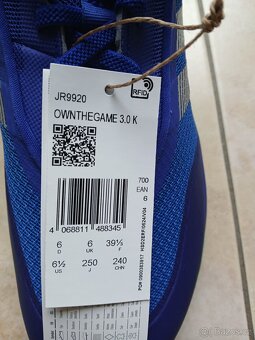 RFID
JR9920
OWNTHEGAME 3.0 K
700
EAN
6
4 068811 488345
6 6 39⅓
D UK F
6½ 250 240
US J CHN